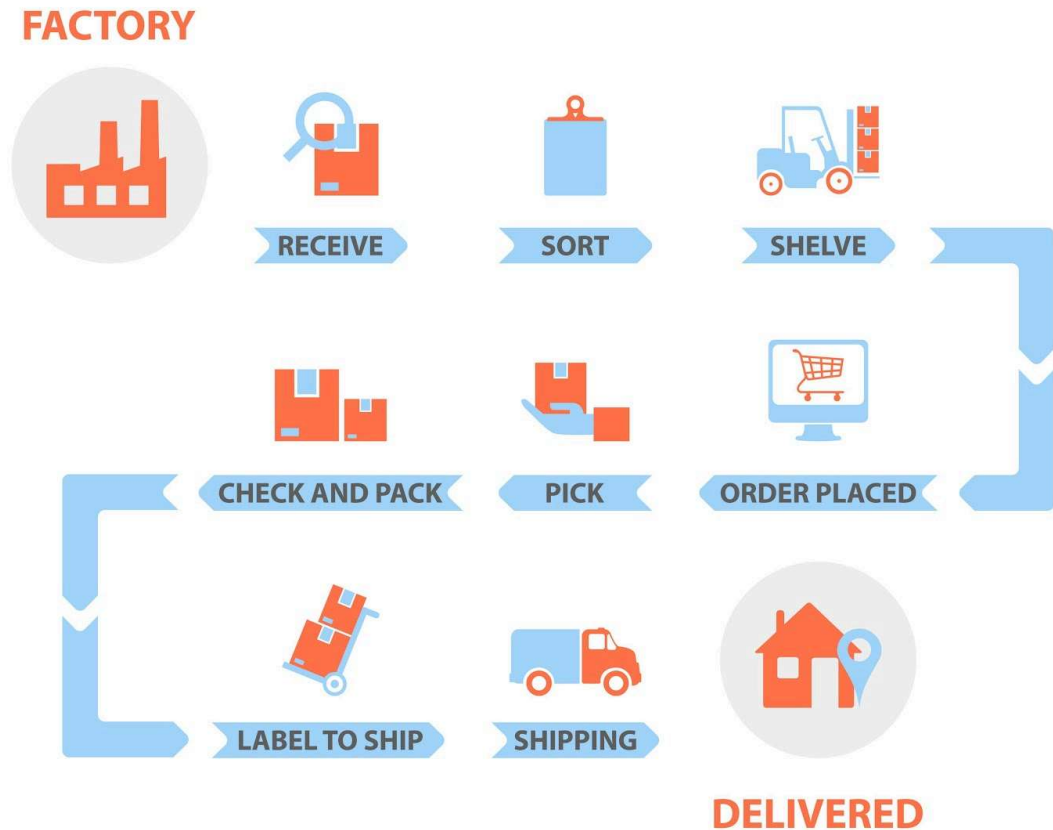 FACTORY
RECEIVE
SORT
SHELVE
ORDER PLACED
PICK
CHECK AND PACK
LABEL TO SHIP
SHIPPING
DELIVERED